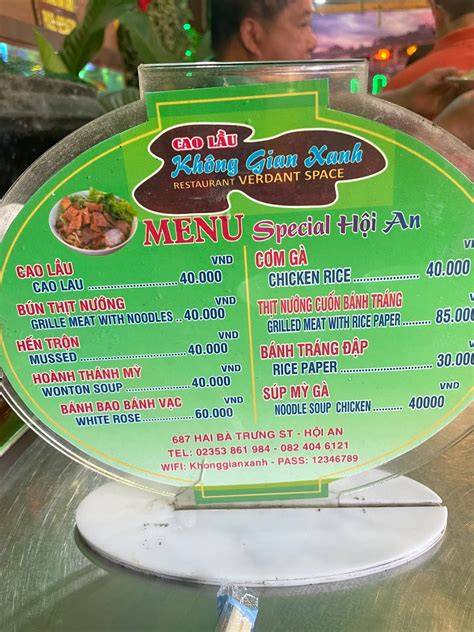 CAO LẦU
Không Gian Xanh
RESTAURANT VERDANT SPACE
MENU Special Hội An
CAO LẦU VND
CAO LAU 40.000
BÚN THỊT NƯỚNG VND
GRILLE MEAT WITH NOODLES .. 40.000
HẾN TRỘN VND
MUSSED 40.000
HOÀNH THÁNH MỲ VND
WONTON SOUP 40.000
BÁNH BAO BÁNH VẠC VND
WHITE ROSE 60.000
CƠM GÀ VND
CHICKEN RICE 40.000
THỊT NƯỚNG CUỐN BÁNH TRÁNG VND
GRILLED MEAT WITH RICE PAPER 85.000
BÁNH TRÁNG ĐẬP VND
RICE PAPER 30.000
SÚP MỲ GÀ VND
NOODLE SOUP CHICKEN 40000
687 HAI BÀ TRƯNG ST - HỘI AN
TEL: 02353 861 984 - 082 404 6121
WIFI: Khonggianxanh - PASS: 12346789